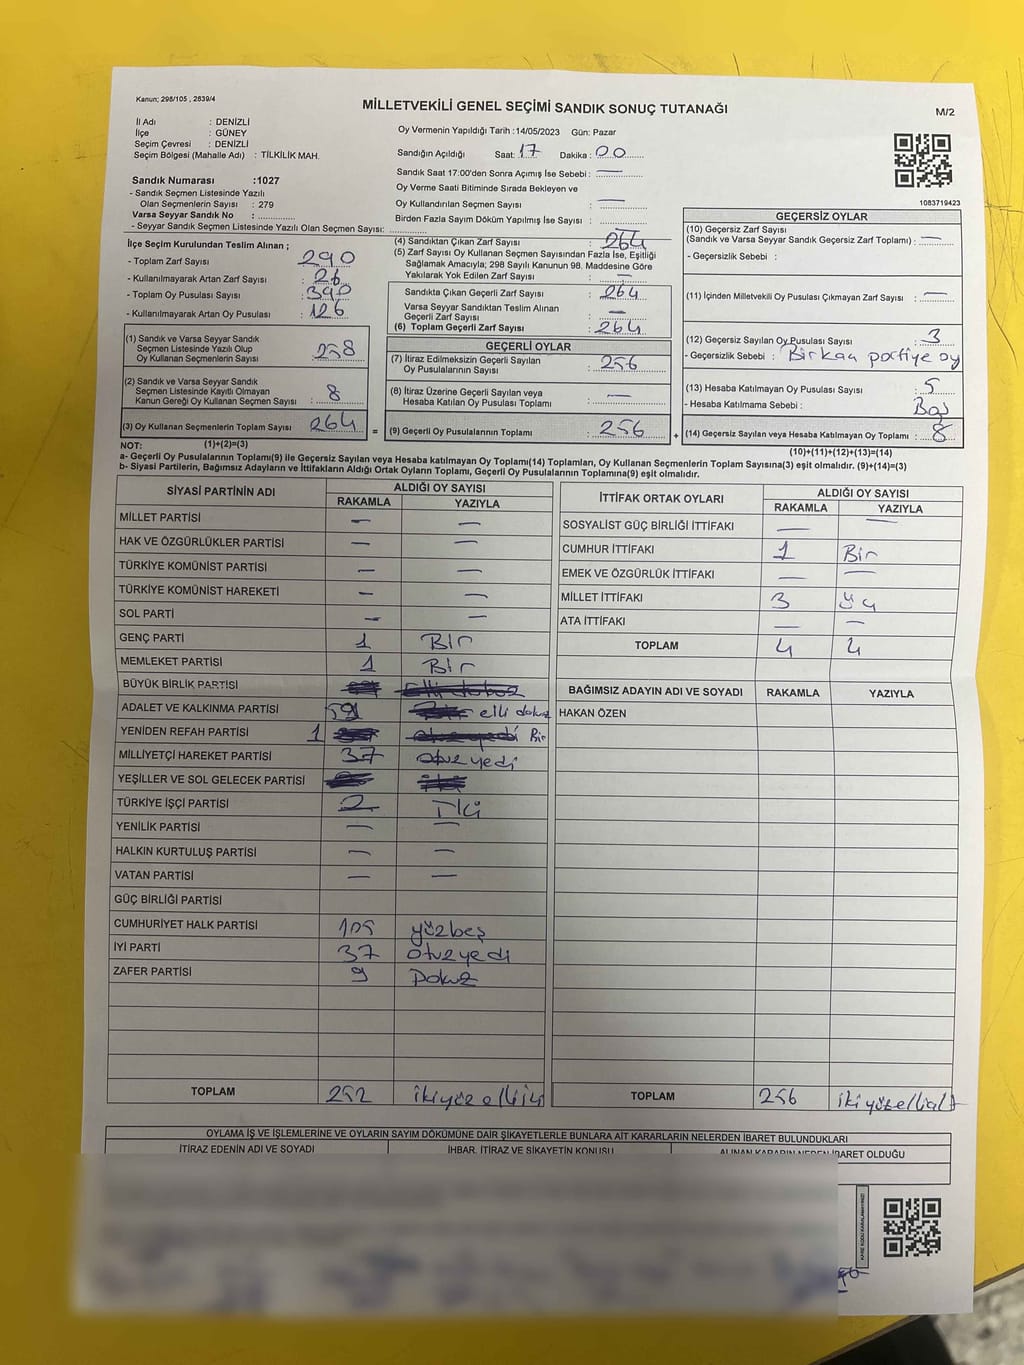 Kanun; 298/105 , 2839/4
MİLLETVEKİLİ GENEL SEÇİMİ SANDIK SONUÇ TUTANAĞI
M/2
İl Adı : DENİZLİ
İlçe : GÜNEY
Seçim Çevresi : DENİZLİ
Seçim Bölgesi (Mahalle Adı) : TİLKİLİK MAH.
Oy Vermenin Yapıldığı Tarih :14/05/2023 Gün: Pazar
Sandığın Açıldığı Saat: 17 Dakika : 00
Sandık Saat 17:00'den Sonra Açımış İse Sebebi : —
Oy Verme Saati Bitiminde Sırada Bekleyen ve
Oy Kullandırılan Seçmen Sayısı : —
Birden Fazla Sayım Döküm Yapılmış İse Sayısı :
1083719423
Sandık Numarası :1027
- Sandık Seçmen Listesinde Yazılı
Olan Seçmenlerin Sayısı : 279
Varsa Seyyar Sandık No :
- Seyyar Sandık Seçmen Listesinde Yazılı Olan Seçmen Sayısı:
İlçe Seçim Kurulundan Teslim Alınan ;
- Toplam Zarf Sayısı : 290
- Kullanılmayarak Artan Zarf Sayısı : 26
- Toplam Oy Pusulası Sayısı : 390
- Kullanılmayarak Artan Oy Pusulası : 126
(1) Sandık ve Varsa Seyyar Sandık
Seçmen Listesinde Yazılı Olup
Oy Kullanan Seçmenlerin Sayısı :
(2) Sandık ve Varsa Seyyar Sandık
Seçmen Listesinde Kayıtlı Olmayan
Kanun Gereği Oy Kullanan Seçmen Sayısı : 8
(3) Oy Kullanan Seçmenlerin Toplam Sayısı : 264
(4) Sandıktan Çıkan Zarf Sayısı : 264
(5) Zarf Sayısı Oy Kullanan Seçmen Sayısından Fazla İse, Eşitliği
Sağlamak Amacıyla; 298 Sayılı Kanunun 98. Maddesine Göre
Yakılarak Yok Edilen Zarf Sayısı : —
Sandıkta Çıkan Geçerli Zarf Sayısı : 264
Varsa Seyyar Sandıktan Teslim Alınan
Geçerli Zarf Sayısı : —
(6) Toplam Geçerli Zarf Sayısı : 264
GEÇERLİ OYLAR
(7) İtiraz Edilmeksizin Geçerli Sayılan
Oy Pusulalarının Sayısı : 256
(8) İtiraz Üzerine Geçerli Sayılan veya
Hesaba Katılan Oy Pusulası Toplamı : —
= (9) Geçerli Oy Pusulalarının Toplamı : 256
GEÇERSİZ OYLAR
(10) Geçersiz Zarf Sayısı
(Sandık ve Varsa Seyyar Sandık Geçersiz Zarf Toplamı) : —
- Geçersizlik Sebebi :
(11) İçinden Milletvekili Oy Pusulası Çıkmayan Zarf Sayısı : —
(12) Geçersiz Sayılan Oy Pusulası Sayısı : 3
- Geçersizlik Sebebi : Birkaç partiye oy
(13) Hesaba Katılmayan Oy Pusulası Sayısı : 5
- Hesaba Katılmama Sebebi : Boş
+ (14) Geçersiz Sayılan veya Hesaba Katılmayan Oy Toplamı : 8
NOT: (1)+(2)=(3)
(10)+(11)+(12)+(13)=(14)
a- Geçerli Oy Pusulalarının Toplamı(9) ile Geçersiz Sayılan veya Hesaba Katılmayan Oy Toplamı(14) Toplamları, Oy Kullanan Seçmenlerin Toplam Sayısına(3) eşit olmalıdır. (9)+(14)=(3)
b- Siyasi Partilerin, Bağımsız Adayların ve İttifakların Aldığı Ortak Oyların Toplamı, Geçerli Oy Pusulalarının Toplamına(9) eşit olmalıdır.
SİYASİ PARTİNİN ADI ALDIĞI OY SAYISI
RAKAMLA YAZIYLA
MİLLET PARTİSİ — —
HAK VE ÖZGÜRLÜKLER PARTİSİ — —
TÜRKİYE KOMÜNİST PARTİSİ — —
TÜRKİYE KOMÜNİST HAREKETİ — —
SOL PARTİ — —
GENÇ PARTİ 1 Bir
MEMLEKET PARTİSİ 1 Bir
BÜYÜK BİRLİK PARTİSİ
ADALET VE KALKINMA PARTİSİ 59 elli dokuz
YENİDEN REFAH PARTİSİ 1 Bir
MİLLİYETÇİ HAREKET PARTİSİ 37 otuzyedi
YEŞİLLER VE SOL GELECEK PARTİSİ
TÜRKİYE İŞÇİ PARTİSİ 2 İki
YENİLİK PARTİSİ — —
HALKIN KURTULUŞ PARTİSİ — —
VATAN PARTİSİ — —
GÜÇ BİRLİĞİ PARTİSİ
CUMHURİYET HALK PARTİSİ 105 yüzbeş
İYİ PARTİ 37 otuzyedi
ZAFER PARTİSİ 9 Dokuz
TOPLAM 252 ikiyüz elliiki
İTTİFAK ORTAK OYLARI ALDIĞI OY SAYISI
RAKAMLA YAZIYLA
SOSYALİST GÜÇ BİRLİĞİ İTTİFAKI — —
CUMHUR İTTİFAKI 1 Bir
EMEK VE ÖZGÜRLÜK İTTİFAKI — —
MİLLET İTTİFAKI 3
ATA İTTİFAKI — —
TOPLAM 4 4
BAĞIMSIZ ADAYIN ADI VE SOYADI RAKAMLA YAZIYLA
HAKAN ÖZEN
TOPLAM 256 ikiyüzellialt
OYLAMA İŞ VE İŞLEMLERİNE VE OYLARIN SAYIM DÖKÜMÜNE DAİR ŞİKAYETLERLE BUNLARA AİT KARARLARIN NELERDEN İBARET BULUNDUKLARI
İTİRAZ EDENİN ADI VE SOYADI İHBAR, İTİRAZ VE ŞİKAYETİN KONUSU ALINAN KARARIN NEDEN İBARET OLDUĞU
KARE KODU KARALAMAYINIZ!